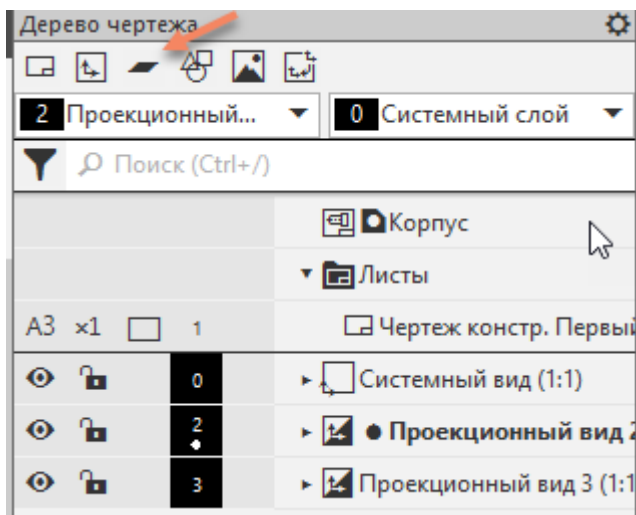 Дерево чертежа
2 Проекционный... 0 Системный слой
Поиск (Ctrl+/)
Корпус
Листы
А3 ×1 1 Чертеж констр. Первый
0 Системный вид (1:1)
2 Проекционный вид 2
3 Проекционный вид 3 (1:1